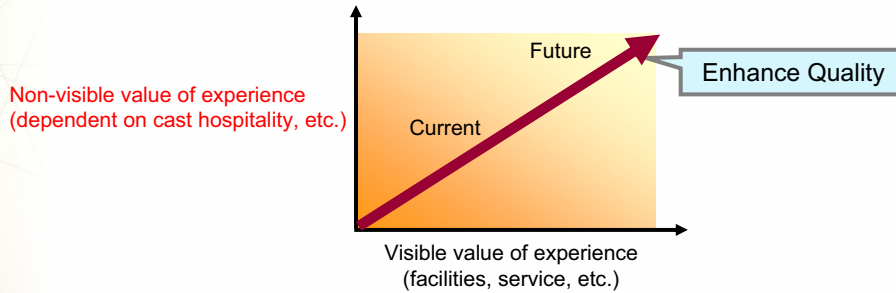 Future
Enhance Quality
Non-visible value of experience
(dependent on cast hospitality, etc.)
Current
Visible value of experience
(facilities, service, etc.)